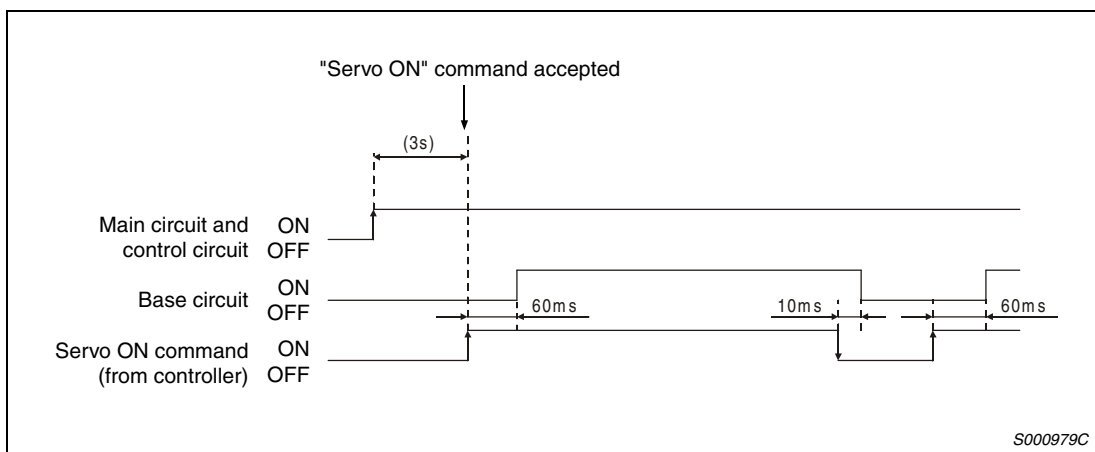 "Servo ON" command accepted
(3s)
Main circuit and
control circuit
ON
OFF
Base circuit
ON
OFF
60ms
10ms
60ms
Servo ON command
(from controller)
ON
OFF
S000979C